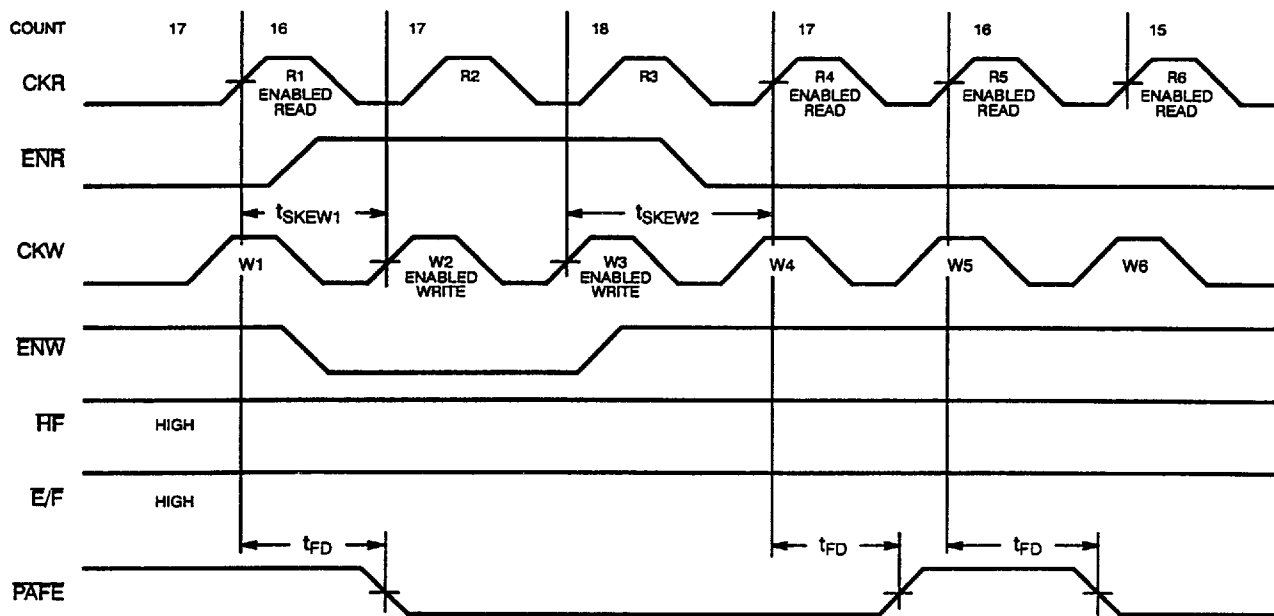 COUNT 17 16 17 18 17 16 15
CKR R1 ENABLED READ R2 R3 R4 ENABLED READ R5 ENABLED READ R6 ENABLED READ
ENR
tSKEW1 tSKEW2
CKW W1 W2 ENABLED WRITE W3 ENABLED WRITE W4 W5 W6
ENW
HF HIGH
E/F HIGH
tFD tFD tFD
PAFE